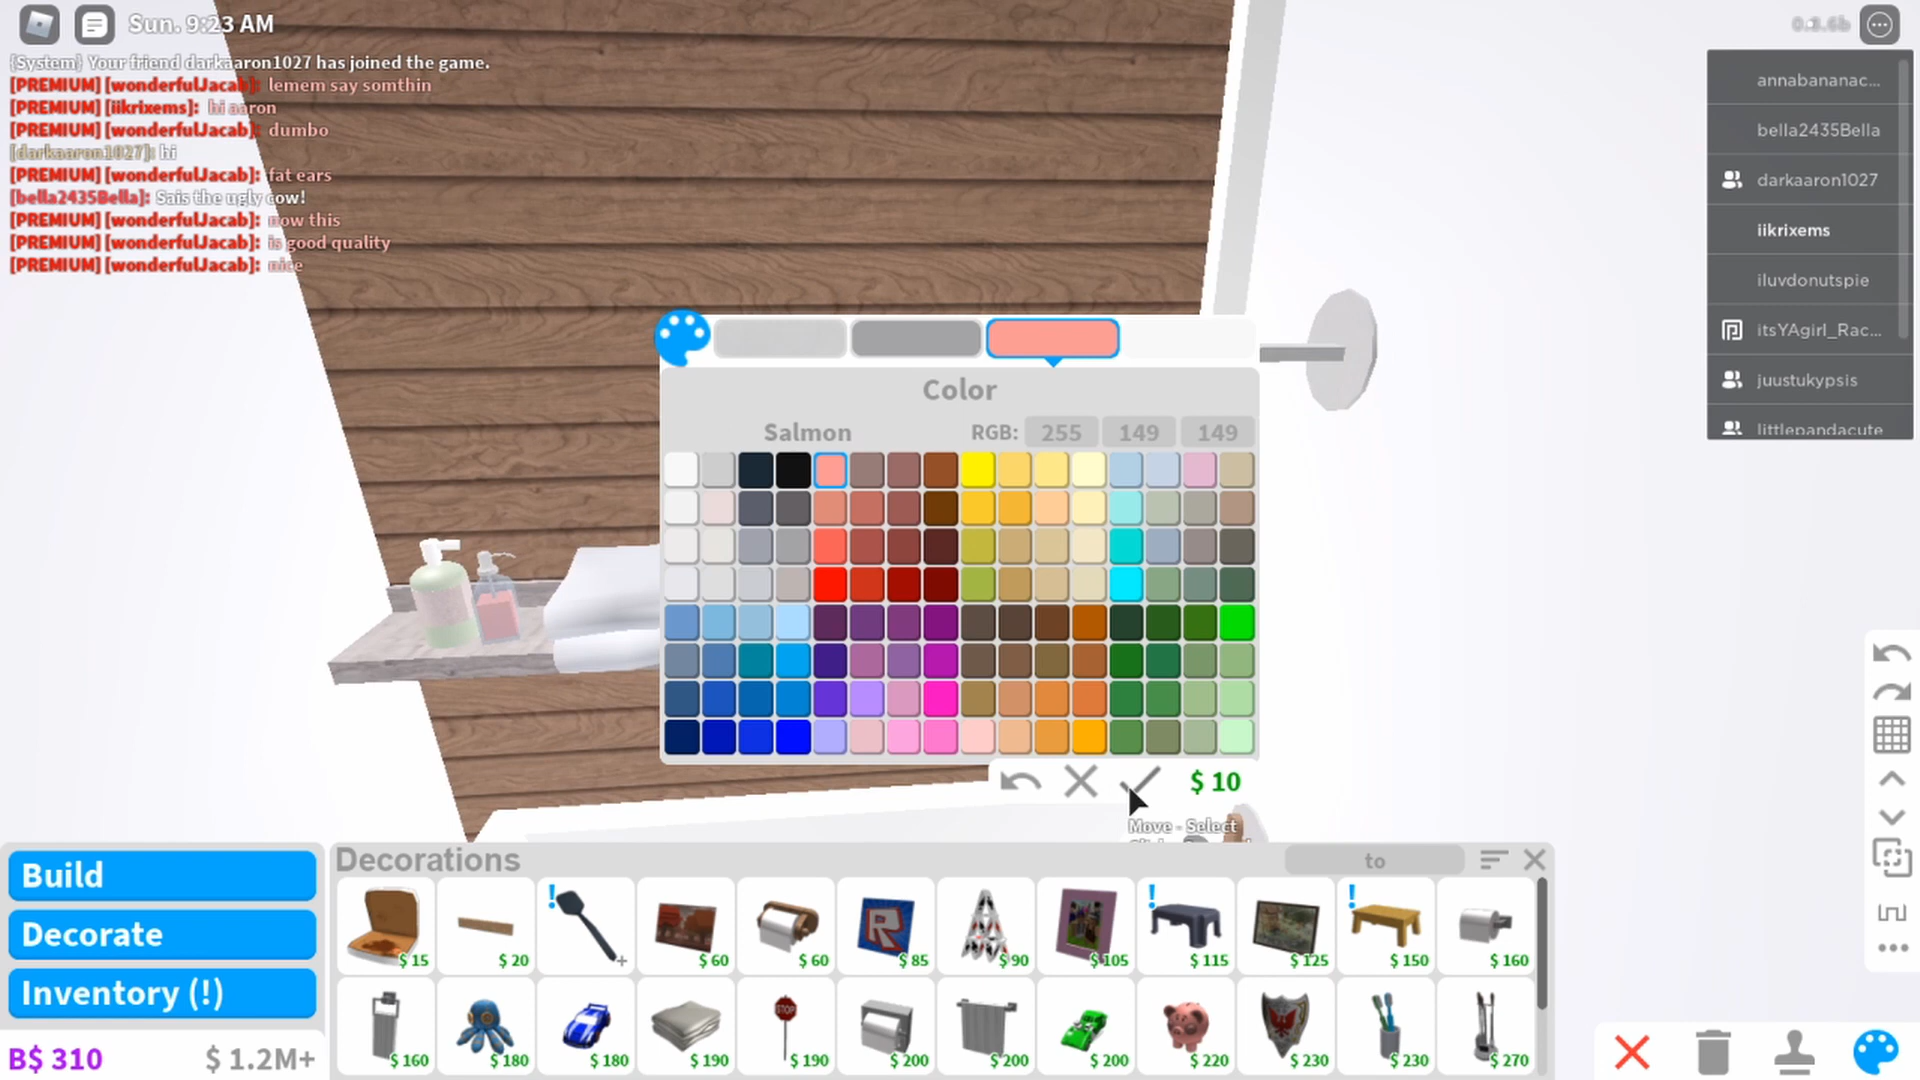 Sun. 9:23 AM
{System} Your friend darkaaron1027 has joined the game.
[PREMIUM] [wonderfulJacab]: lemem say somthin
[PREMIUM] [iikrixems]: hi aaron
[PREMIUM] [wonderfulJacab]: dumbo
[darkaaron1027]: hi
[PREMIUM] [wonderfulJacab]: fat ears
[bella2435Bella]: Sais the ugly cow!
[PREMIUM] [wonderfulJacab]: now this
[PREMIUM] [wonderfulJacab]: is good quality
[PREMIUM] [wonderfulJacab]: nice
annabananac...
bella2435Bella
darkaaron1027
iikrixems
iluvdonutspie
itsYAgirl_Rac...
juustukypsis
littlepandacute
Color
Salmon RGB: 255 149 149
$ 10
Move - Select
Build
Decorate
Inventory (!)
B$ 310 $ 1.2M+
Decorations to
$ 15 $ 20 $ 60 $ 60 $ 85 $ 90 $ 105 $ 115 $ 125 $ 150 $ 160
$ 160 $ 180 $ 180 $ 190 STOP $ 190 $ 200 $ 200 $ 200 $ 220 $ 230 $ 230 $ 270